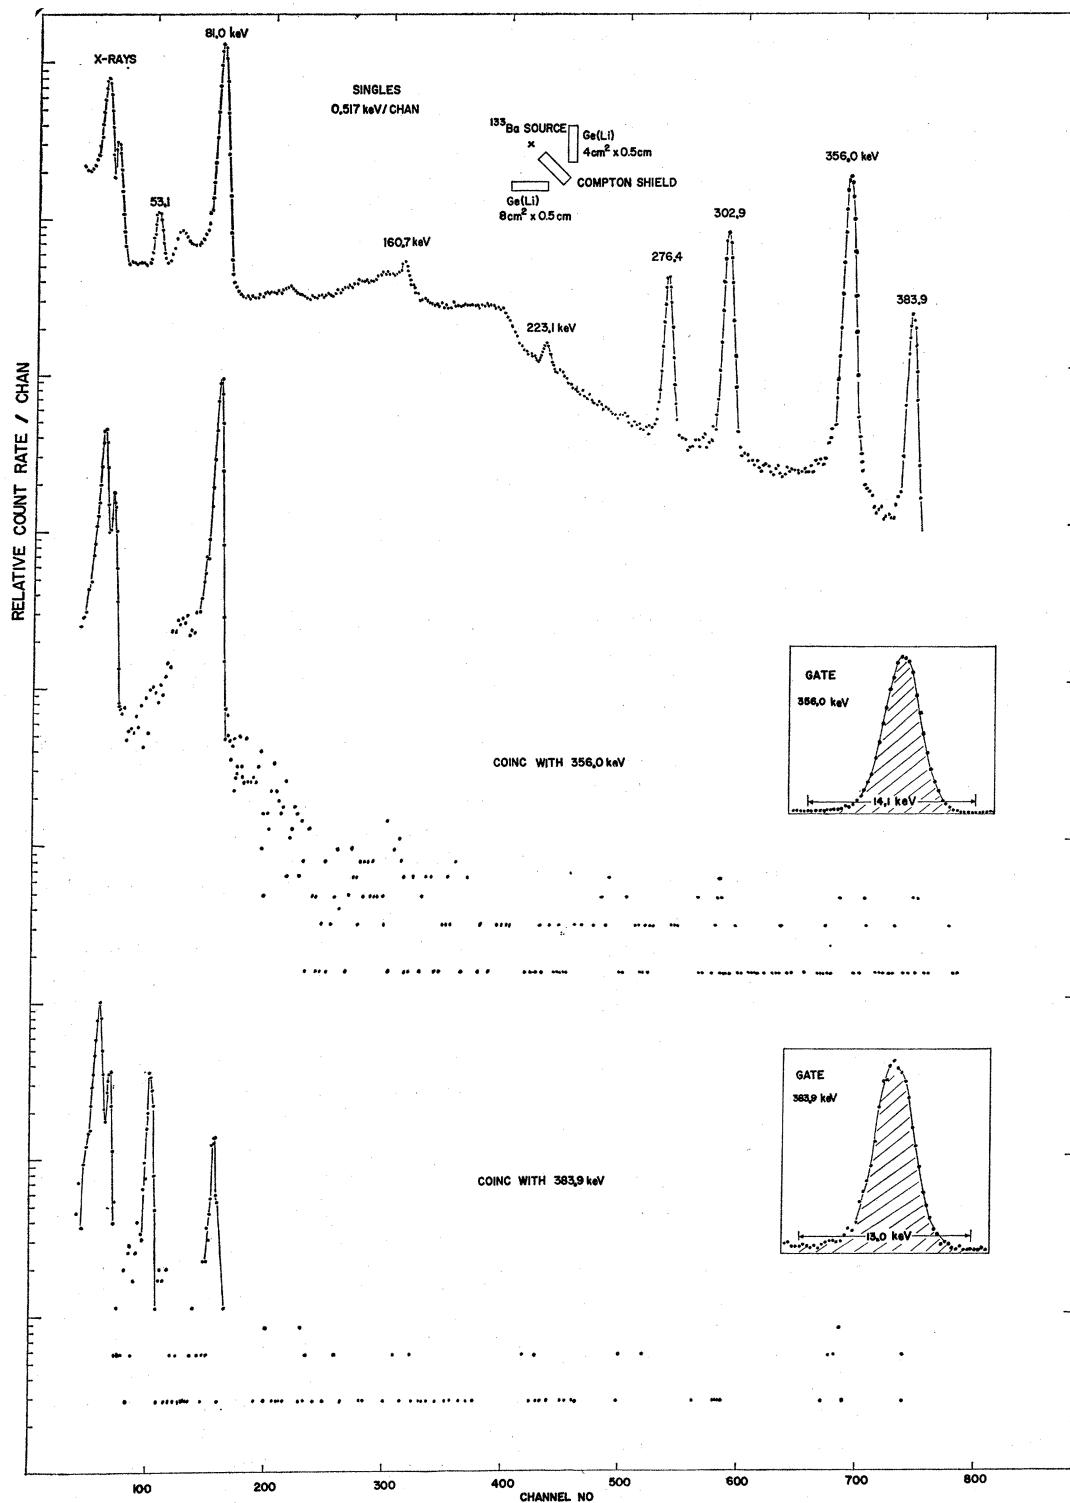 X-RAYS
81.0 keV
SINGLES
0.517 keV/CHAN
133Ba SOURCE
Ge(Li)
4cm² x 0.5cm
COMPTON SHIELD
Ge(Li)
8cm² x 0.5cm
53.1
160.7 keV
223.1 keV
276.4
302.9
356.0 keV
383.9
RELATIVE COUNT RATE / CHAN
GATE
356.0 keV
14.1 keV
COINC WITH 356.0 keV
GATE
383.9 keV
13.0 keV
COINC WITH 383.9 keV
100 200 300 400 500 600 700 800
CHANNEL NO